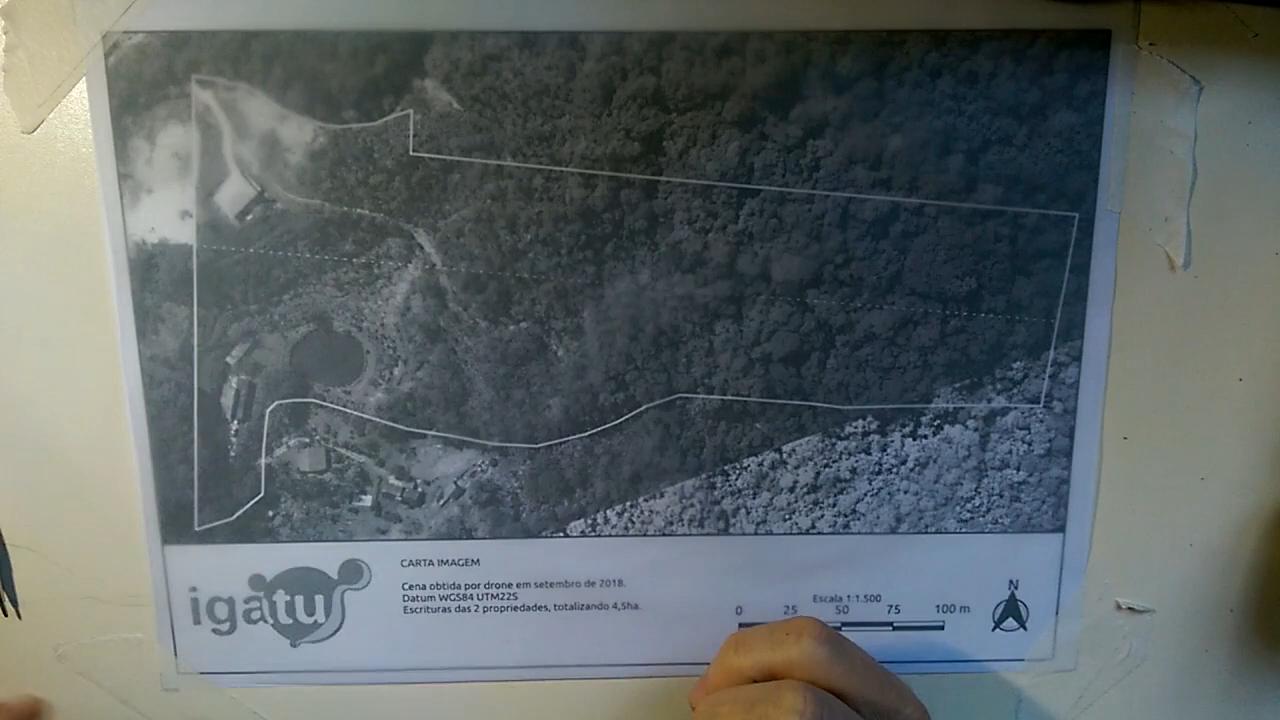 igatu
CARTA IMAGEM
Cena obtida por drone em setembro de 2018.
Datum WGS84 UTM22S
Escrituras das 2 propriedades, totalizando 4,5ha.
Escala 1:1.500
0 25 50 75 100 m
N